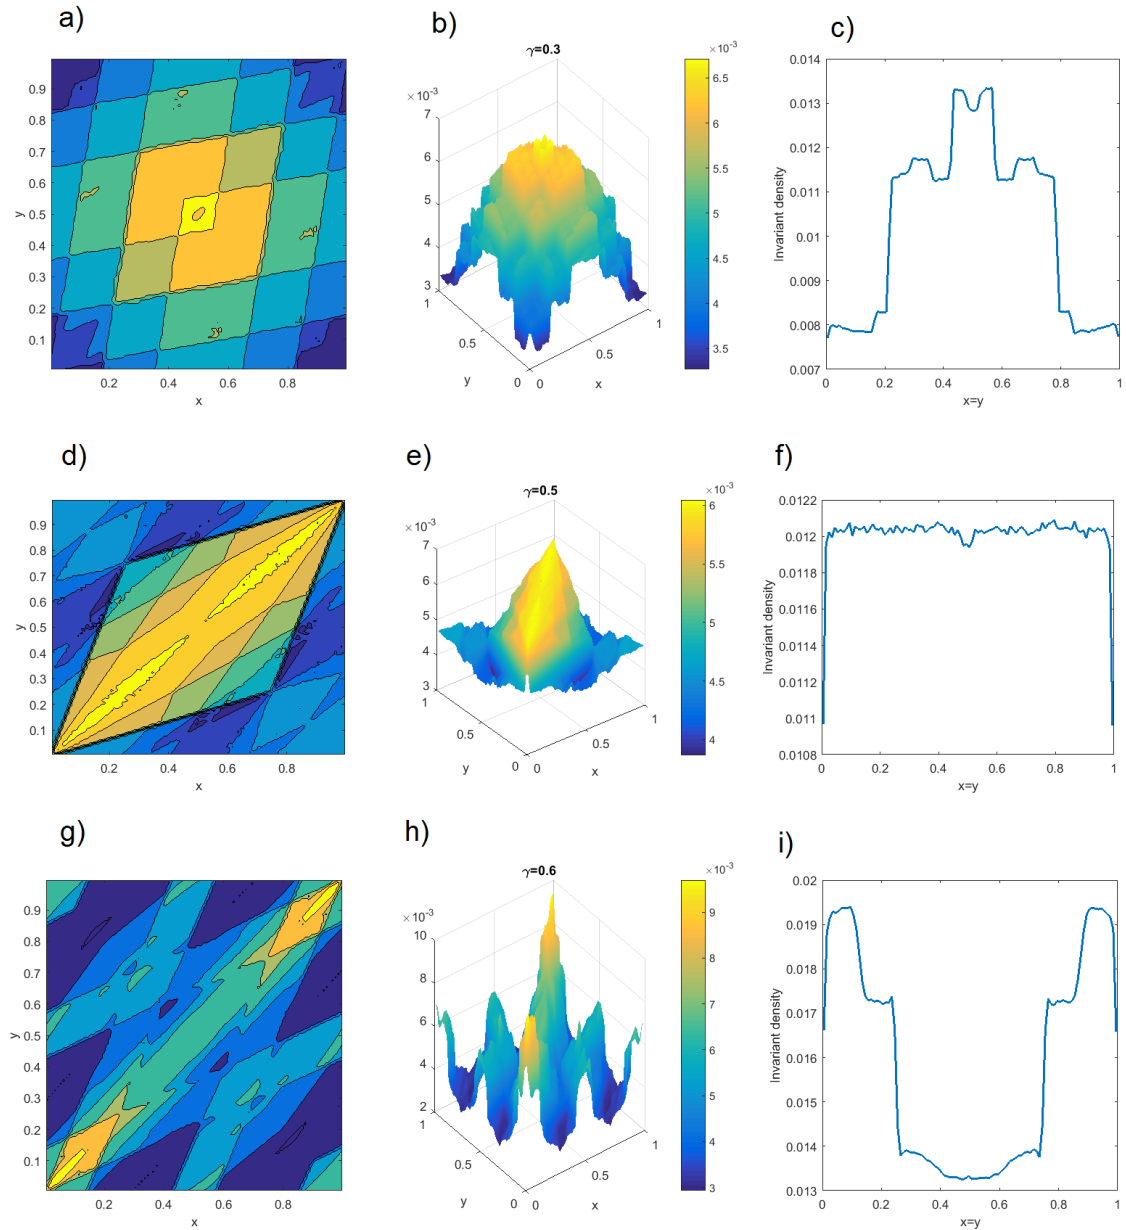 a)
b)
c)
γ=0.3
×10⁻³
×10⁻³
0.9
0.8
0.7
0.6
0.5
0.4
0.3
0.2
0.1
y
0.2 0.4 0.6 0.8
x
7
6
5
4
3
1
0.5
0
y
0 0.5 1
x
6.5
6
5.5
5
4.5
4
3.5
0.014
0.013
0.012
0.011
0.01
0.009
0.008
0.007
Invariant density
0 0.2 0.4 0.6 0.8 1
x=y
d)
e)
f)
γ=0.5
×10⁻³
×10⁻³
0.9
0.8
0.7
0.6
0.5
0.4
0.3
0.2
0.1
y
0.2 0.4 0.6 0.8
x
7
6
5
4
3
1
0.5
0
y
0 0.5 1
x
6
5.5
5
4.5
4
0.0122
0.012
0.0118
0.0116
0.0114
0.0112
0.011
0.0108
Invariant density
0 0.2 0.4 0.6 0.8 1
x=y
g)
h)
i)
γ=0.6
×10⁻³
×10⁻³
0.9
0.8
0.7
0.6
0.5
0.4
0.3
0.2
0.1
y
0.2 0.4 0.6 0.8
x
10
8
6
4
2
1
0.5
0
y
0 0.5 1
x
9
8
7
6
5
4
3
0.02
0.019
0.018
0.017
0.016
0.015
0.014
0.013
Invariant density
0 0.2 0.4 0.6 0.8 1
x=y